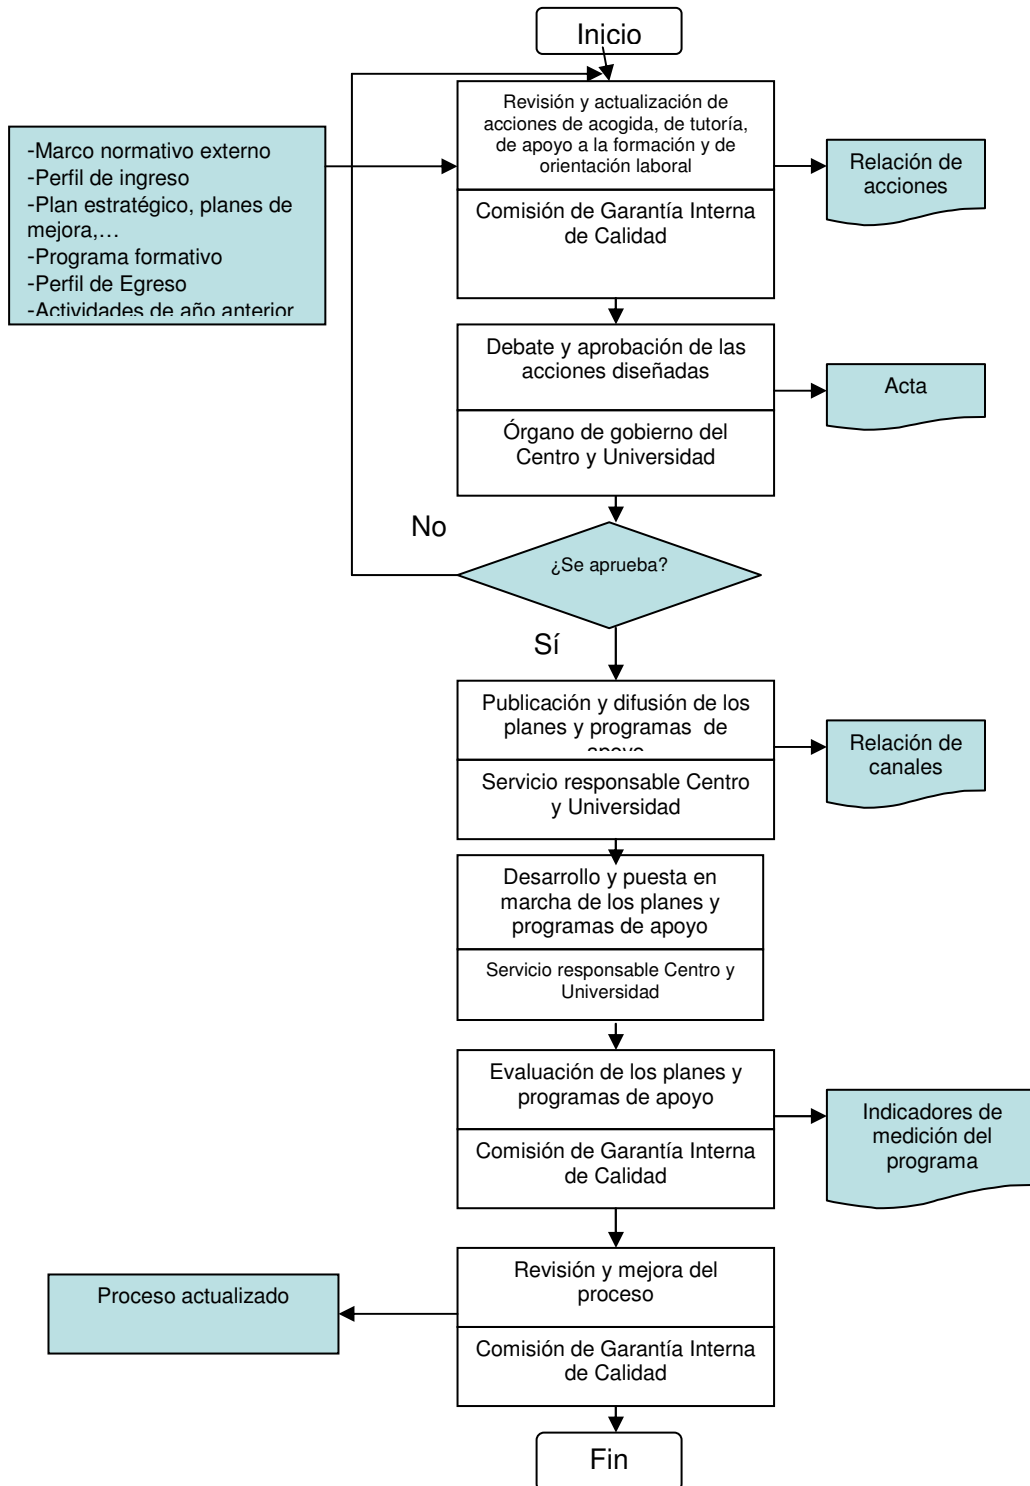 Inicio
Revisión y actualización de
acciones de acogida, de tutoría,
de apoyo a la formación y de
orientación laboral
Comisión de Garantía Interna
de Calidad
-Marco normativo externo
-Perfil de ingreso
-Plan estratégico, planes de
mejora,...
-Programa formativo
-Perfil de Egreso
-Actividades de año anterior
Relación de
acciones
Debate y aprobación de las
acciones diseñadas
Órgano de gobierno del
Centro y Universidad
Acta
No
¿Se aprueba?
Sí
Publicación y difusión de los
planes y programas de
apoyo
Servicio responsable Centro
y Universidad
Relación de
canales
Desarrollo y puesta en
marcha de los planes y
programas de apoyo
Servicio responsable Centro y
Universidad
Evaluación de los planes y
programas de apoyo
Comisión de Garantía Interna
de Calidad
Indicadores de
medición del
programa
Revisión y mejora del
proceso
Comisión de Garantía Interna
de Calidad
Proceso actualizado
Fin